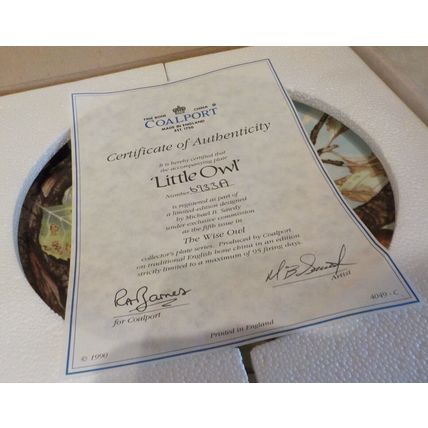 FINE BONE CHINA
COALPORT ®
MADE IN ENGLAND
EST. 1750
Certificate of Authenticity
It is hereby certified that
the accompanying plate
'Little Owl'
Number 6933A
is registered as part of
a limited edition designed
by Michael B. Sawdy
under exclusive commission
as the fifth issue in
The Wise Owl
collector's plate series. Produced by Coalport
on traditional English bone china in an edition
strictly limited to a maximum of 95 firing days.
for Coalport
Artist
4049 - C
Printed in England
© 1990